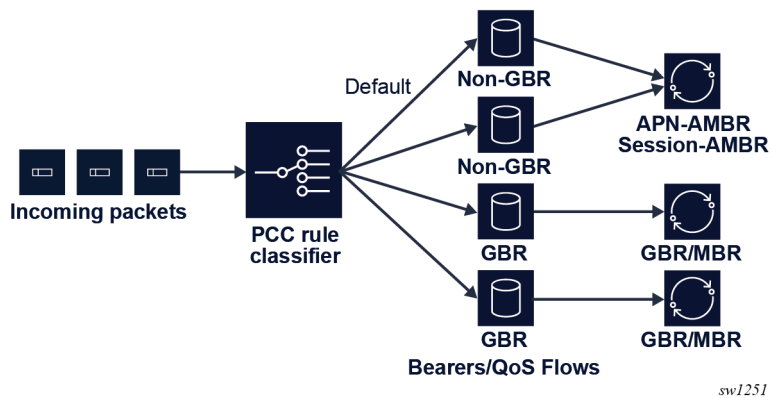 Default
Non-GBR
APN-AMBR
Session-AMBR
Non-GBR
Incoming packets
PCC rule
classifier
GBR
GBR/MBR
GBR
GBR/MBR
Bearers/QoS Flows
sw1251